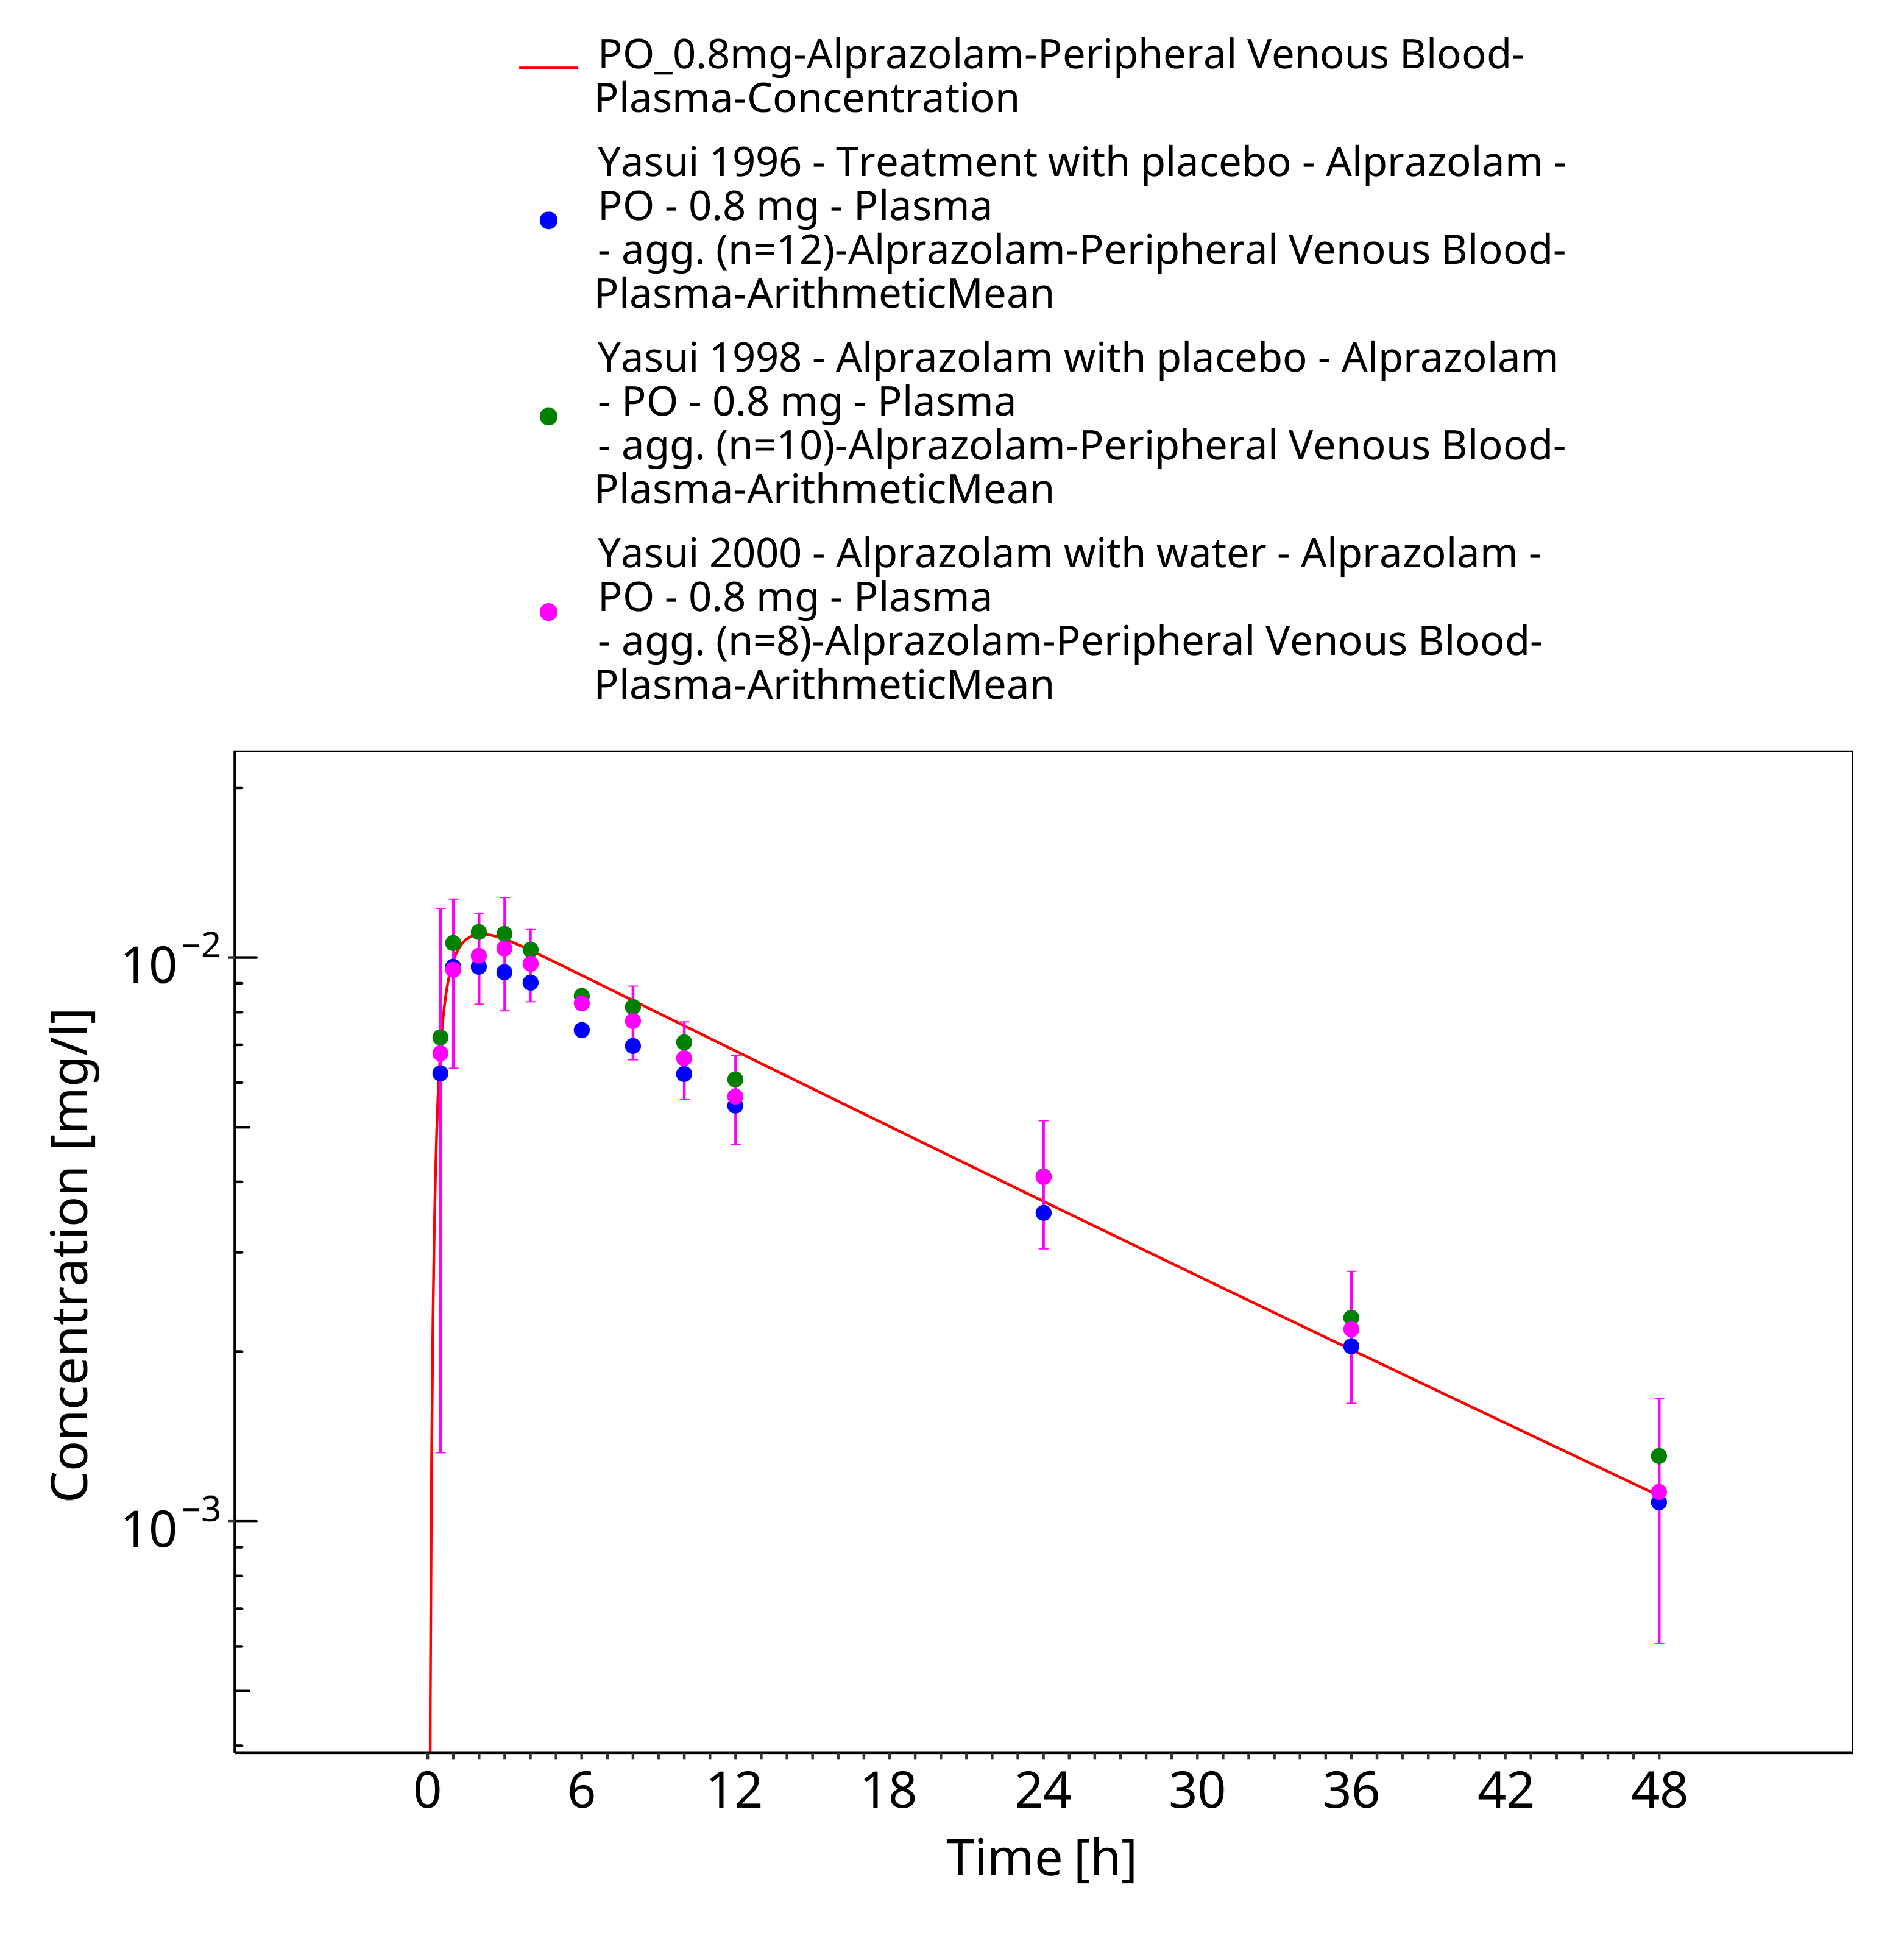 PO_0.8mg-Alprazolam-Peripheral Venous Blood-
Plasma-Concentration
Yasui 1996 - Treatment with placebo - Alprazolam -
PO - 0.8 mg - Plasma
- agg. (n=12)-Alprazolam-Peripheral Venous Blood-
Plasma-ArithmeticMean
Yasui 1998 - Alprazolam with placebo - Alprazolam
- PO - 0.8 mg - Plasma
- agg. (n=10)-Alprazolam-Peripheral Venous Blood-
Plasma-ArithmeticMean
Yasui 2000 - Alprazolam with water - Alprazolam -
PO - 0.8 mg - Plasma
- agg. (n=8)-Alprazolam-Peripheral Venous Blood-
Plasma-ArithmeticMean
Concentration [mg/l]
10⁻²
10⁻³
0 6 12 18 24 30 36 42 48
Time [h]